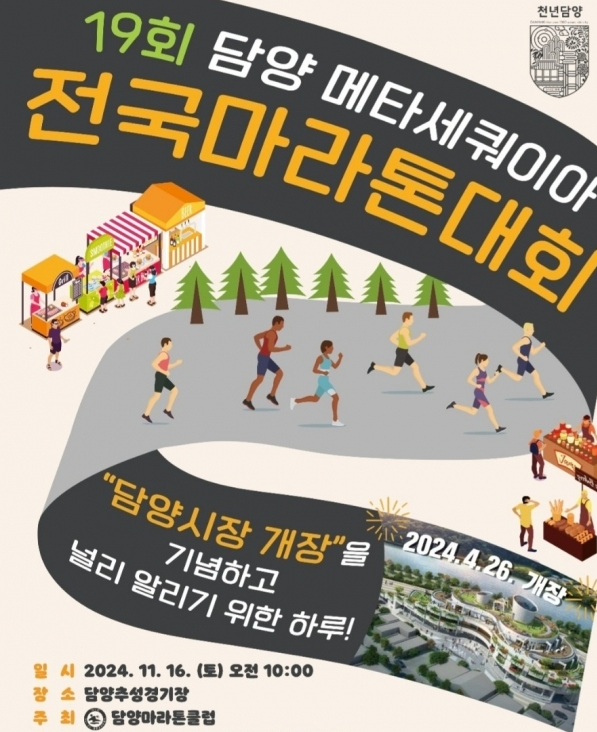 천년담양
19회 담양 메타세쿼이아
전국마라톤대회
"담양시장 개장"을
기념하고
널리 알리기 위한 하루!
2024.4.26. 개장
일 시 2024. 11. 16. (토) 오전 10:00
장 소 담양추성경기장
주 최 담양마라톤클럽